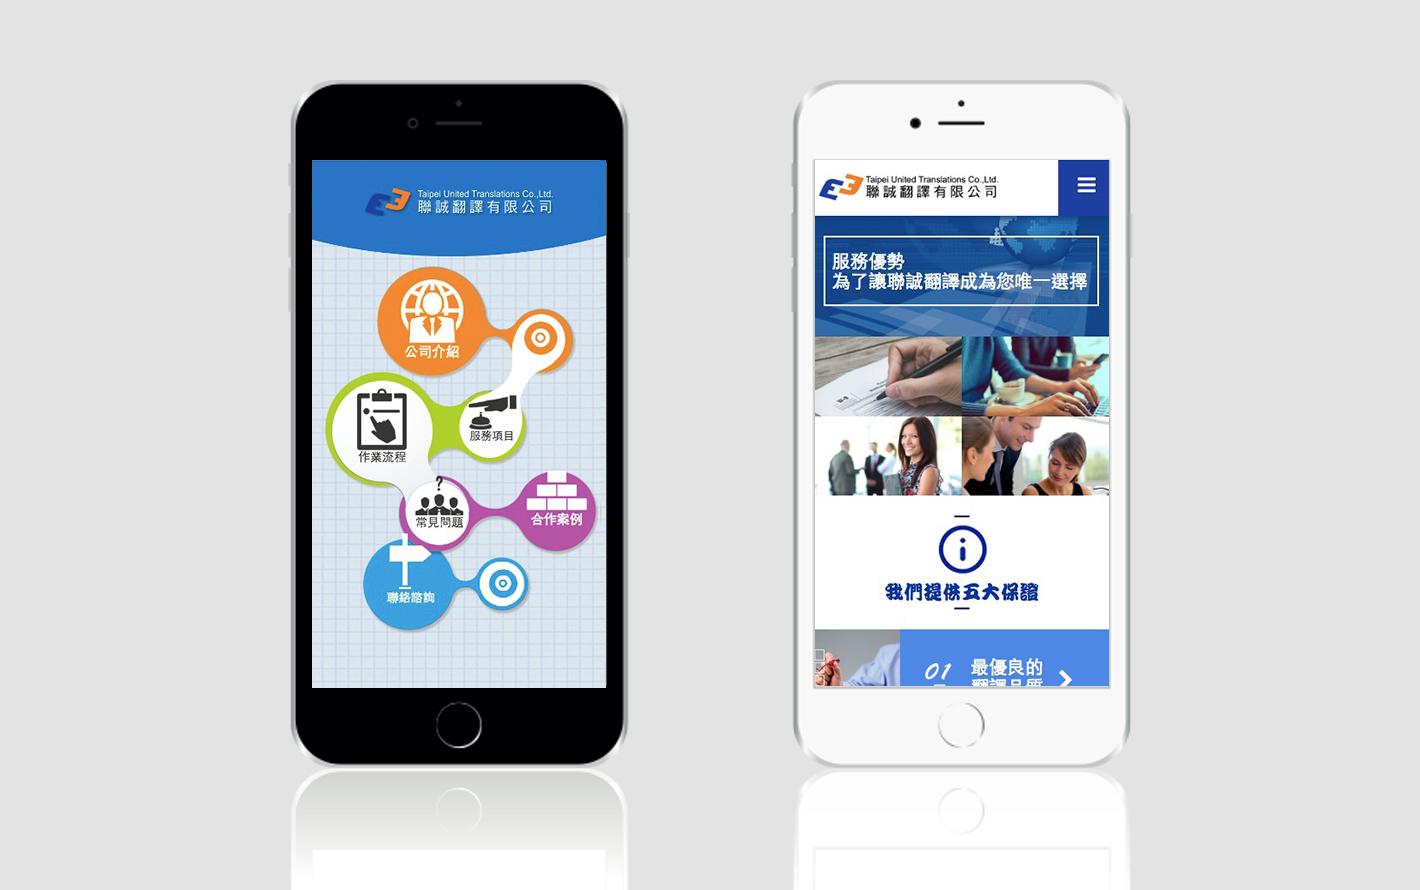 Taipei United Translations Co.,Ltd.
聯誠翻譯有限公司
公司介紹
服務項目
作業流程
?
常見問題
合作案例
聯絡諮詢
Taipei United Translations Co.,Ltd.
聯誠翻譯有限公司
服務優勢
為了讓聯誠翻譯成為您唯一選擇
我們提供五大保證
01
最優良的
翻譯品質